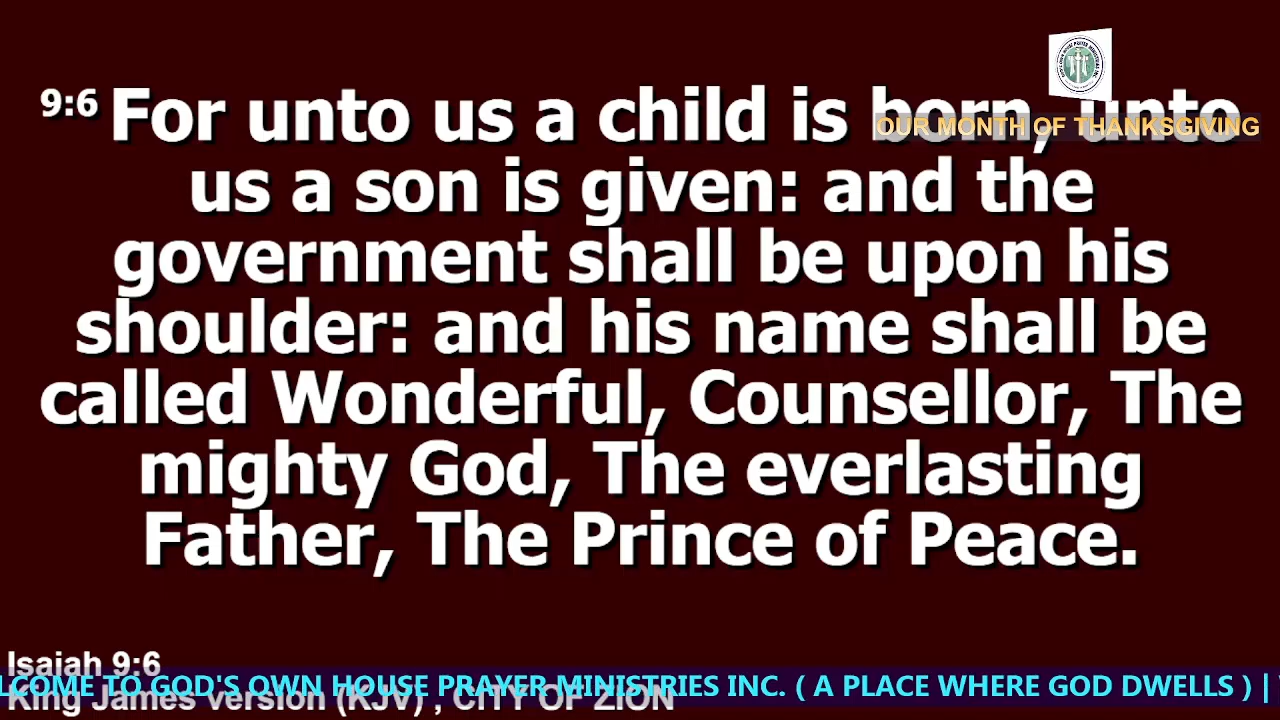 9:6 For unto us a child is born, unto
OUR MONTH OF THANKSGIVING
us a son is given: and the
government shall be upon his
shoulder: and his name shall be
called Wonderful, Counsellor, The
mighty God, The everlasting
Father, The Prince of Peace.
Isaiah 9:6
LCOME TO GOD'S OWN HOUSE PRAYER MINISTRIES INC. ( A PLACE WHERE GOD DWELLS ) |
King James version (KJV) , CITY OF ZION